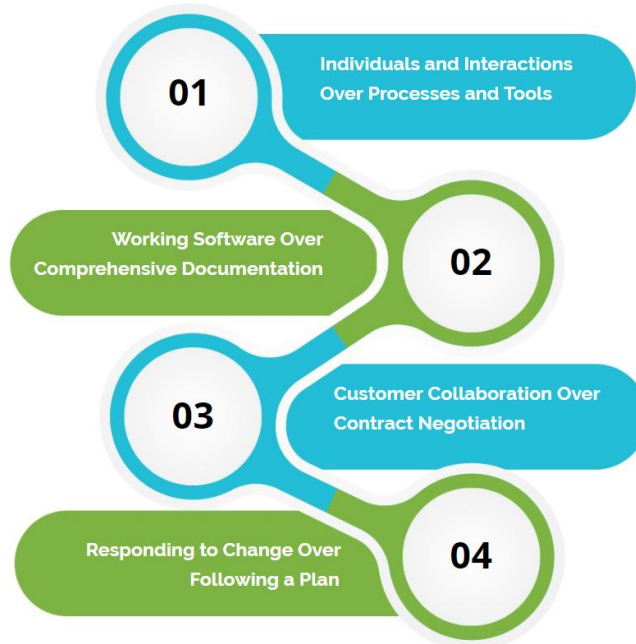 01
Individuals and Interactions
Over Processes and Tools
Working Software Over
Comprehensive Documentation
02
03
Customer Collaboration Over
Contract Negotiation
Responding to Change Over
Following a Plan
04